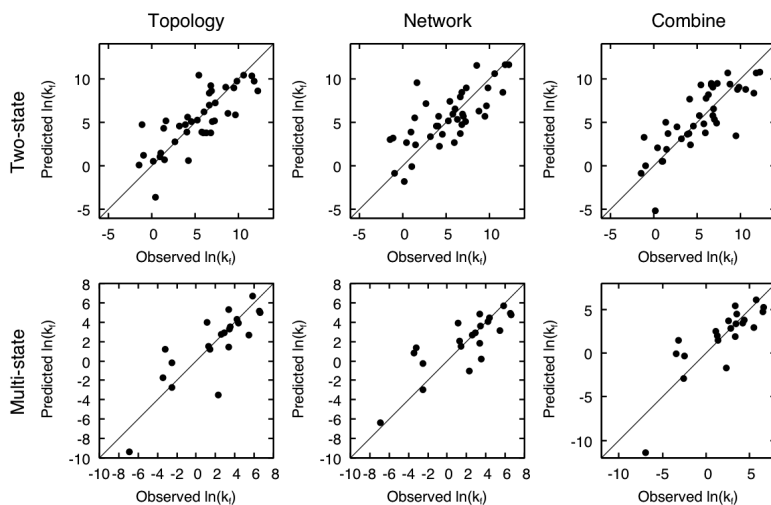 Topology Network Combine
Two-state
Predicted ln(kf)
10
5
0
-5
-5 0 5 10
Observed ln(kf)
Predicted ln(kf)
10
5
0
-5
-5 0 5 10
Observed ln(kf)
Predicted ln(kf)
10
5
0
-5
-5 0 5 10
Observed ln(kf)
Multi-state
Predicted ln(kf)
8
6
4
2
0
-2
-4
-6
-8
-10
-10 -8 -6 -4 -2 0 2 4 6 8
Observed ln(kf)
Predicted ln(kf)
8
6
4
2
0
-2
-4
-6
-8
-10
-10 -8 -6 -4 -2 0 2 4 6 8
Observed ln(kf)
Predicted ln(kf)
5
0
-5
-10
-10 -5 0 5
Observed ln(kf)